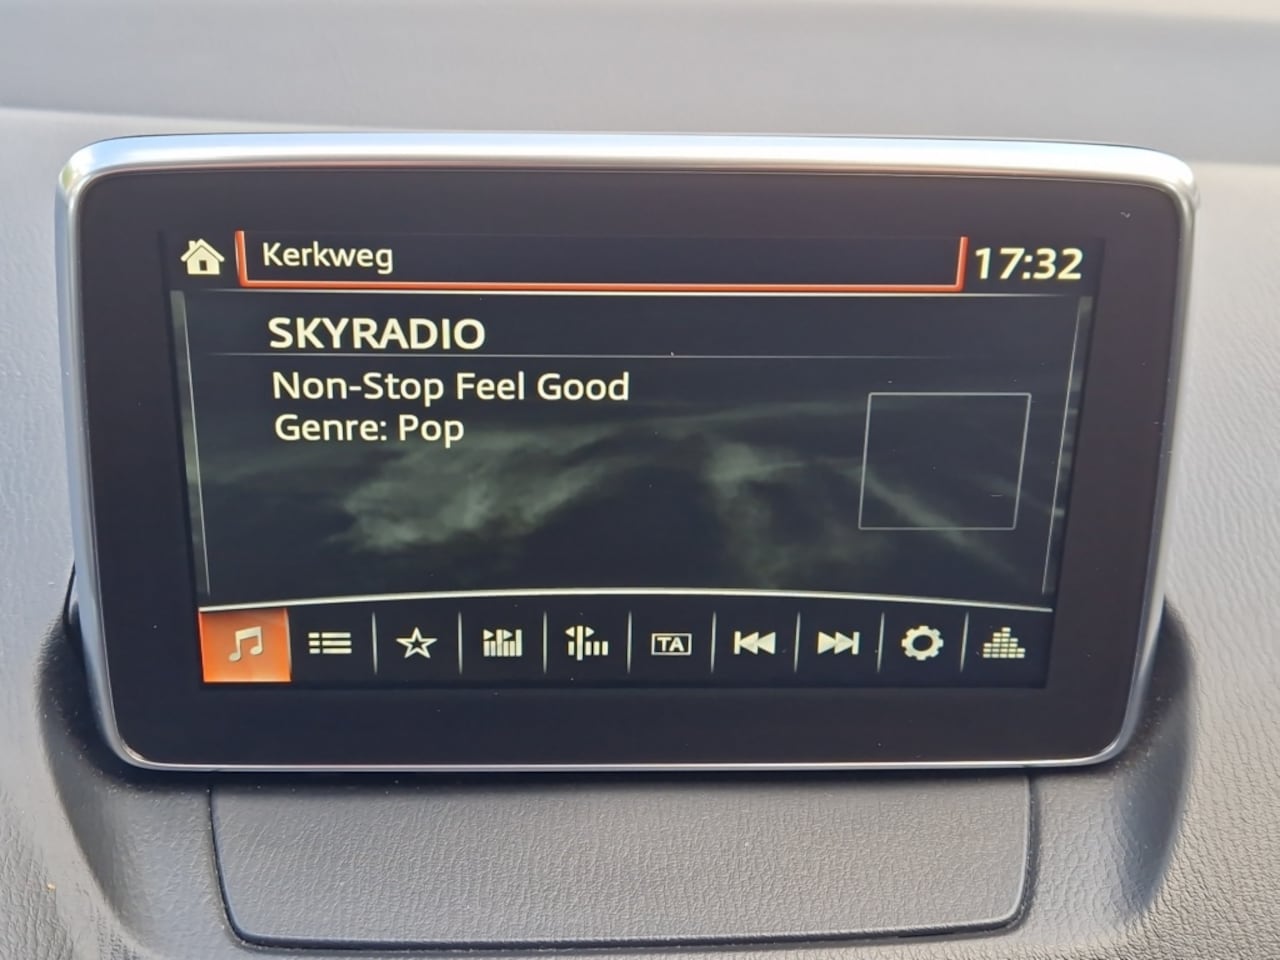 Kerkweg
17:32
SKYRADIO
Non-Stop Feel Good
Genre: Pop
TA